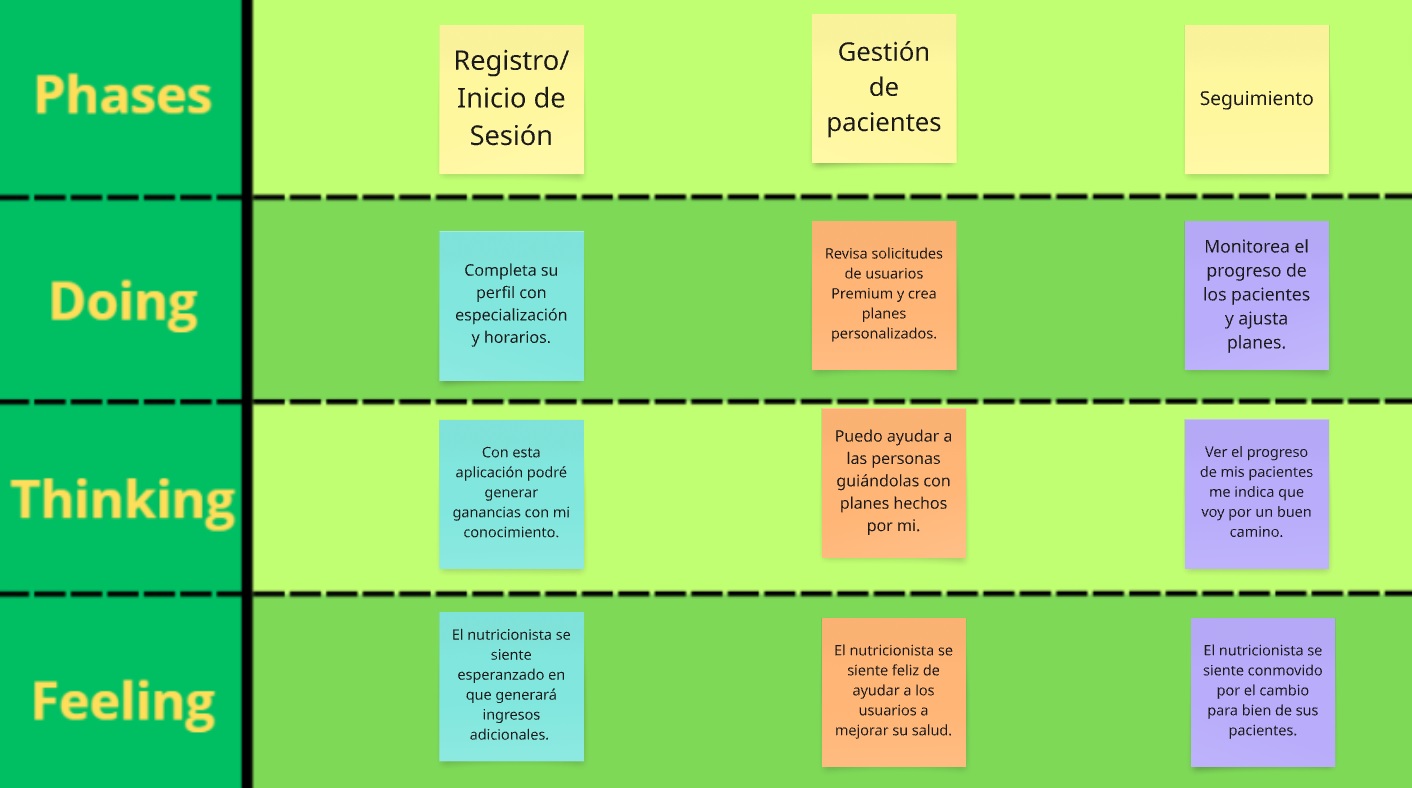 Phases
Registro/
Inicio de
Sesión
Gestión
de
pacientes
Seguimiento
Doing
Completa su
perfil con
especialización
y horarios.
Revisa solicitudes
de usuarios
Premium y crea
planes
personalizados.
Monitorea el
progreso de
los pacientes
y ajusta
planes.
Thinking
Con esta
aplicación podré
generar
ganancias con mi
conocimiento.
Puedo ayudar a
las personas
guiándolas con
planes hechos
por mi.
Ver el progreso
de mis pacientes
me indica que
voy por un buen
camino.
Feeling
El nutricionista se
siente
esperanzado en
que generará
ingresos
adicionales.
El nutricionista se
siente feliz de
ayudar a los
usuarios a
mejorar su salud.
El nutricionista se
siente conmovido
por el cambio
para bien de sus
pacientes.